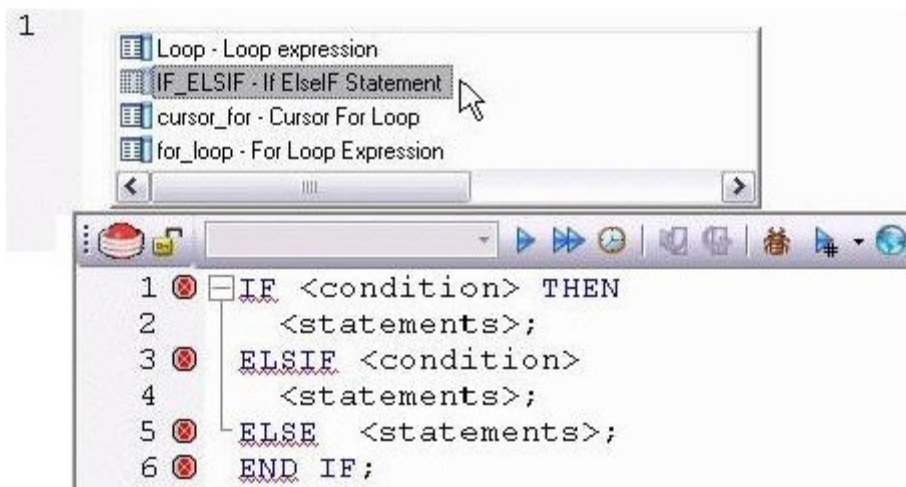 1
Loop - Loop expression
IF_ELSIF - If ElseIF Statement
cursor_for - Cursor For Loop
for_loop - For Loop Expression
1 IF <condition> THEN
2 <statements>;
3 ELSIF <condition>
4 <statements>;
5 ELSE <statements>;
6 END IF;